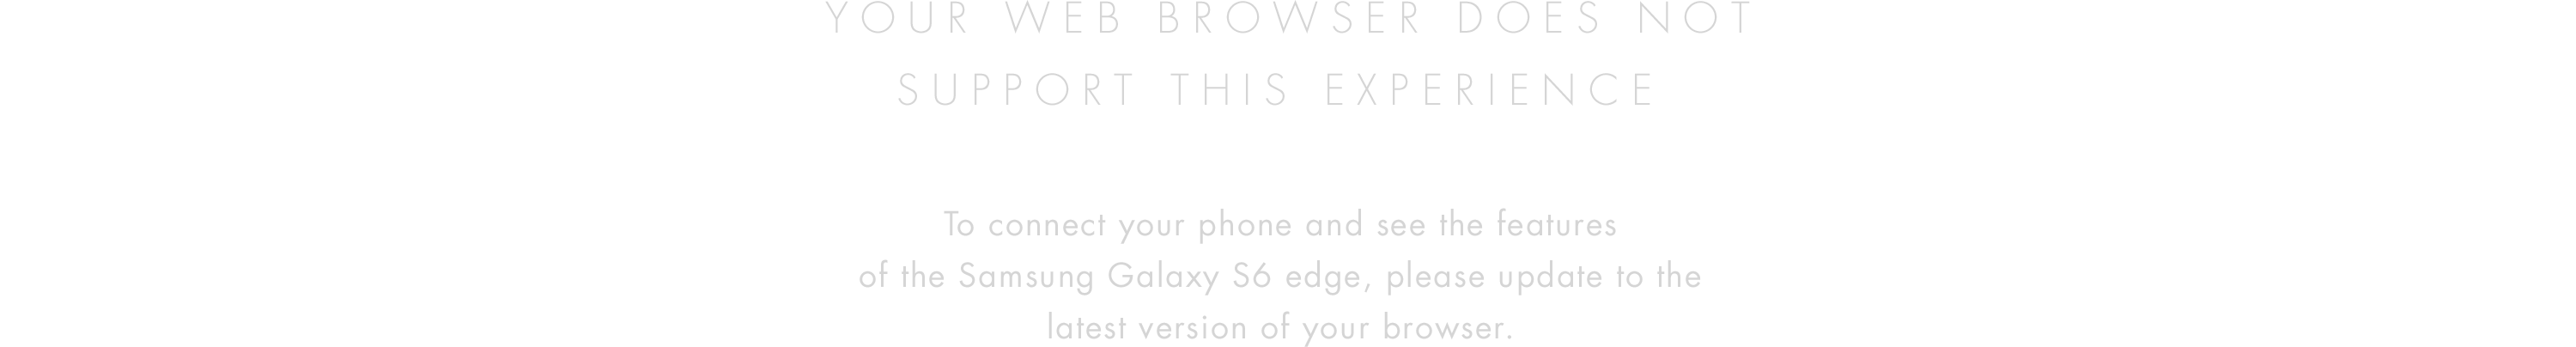 YOUR WEB BROWSER DOES NOT
SUPPORT THIS EXPERIENCE
To connect your phone and see the features
of the Samsung Galaxy S6 edge, please update to the
latest version of your browser.